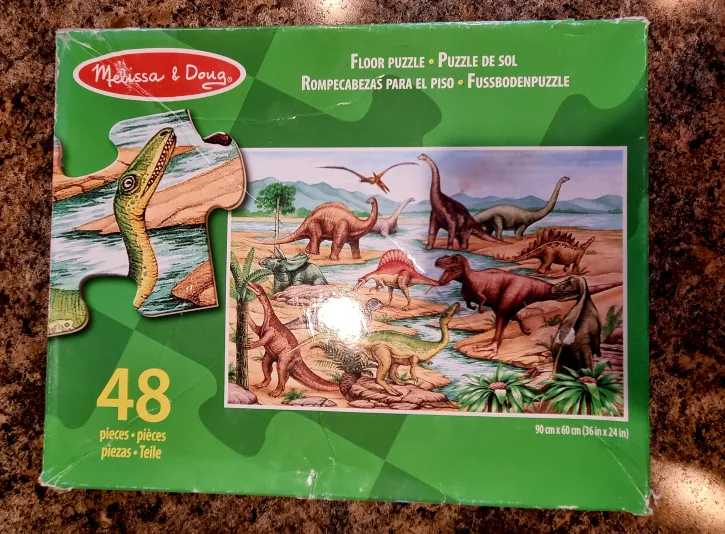 Melissa & Doug®
FLOOR PUZZLE • PUZZLE DE SOL
ROMPECABEZAS PARA EL PISO • FUSSBODENPUZZLE
48
pieces • pièces
piezas • Teile
90 cm x 60 cm (36 in x 24 in)